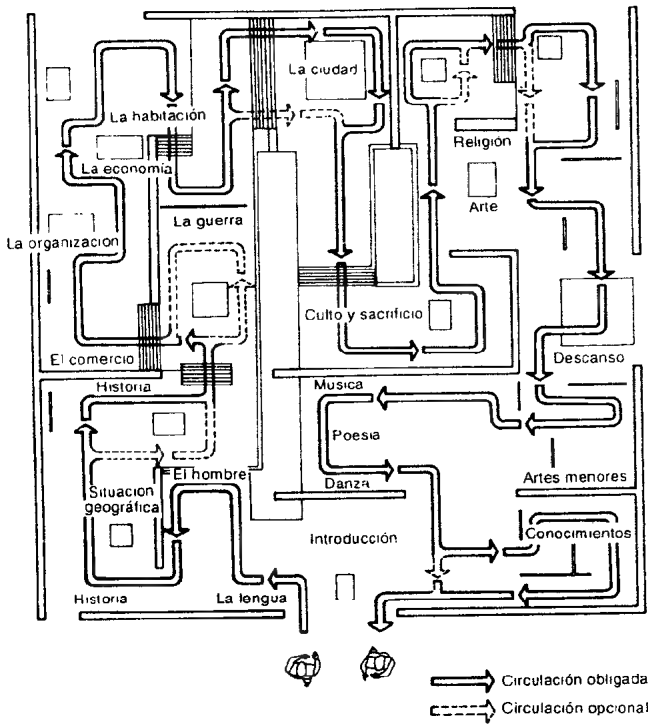 La ciudad
La habitación
La economía
Religión
Arte
La guerra
La organización
Culto y sacrificio
El comercio
Descanso
Historia
Musica
Poesia
El hombre
Danza
Situación
geográfica
Artes menores
Introducción
Conocimientos
Historia
La lengua
Circulación obligada
Circulación opcional